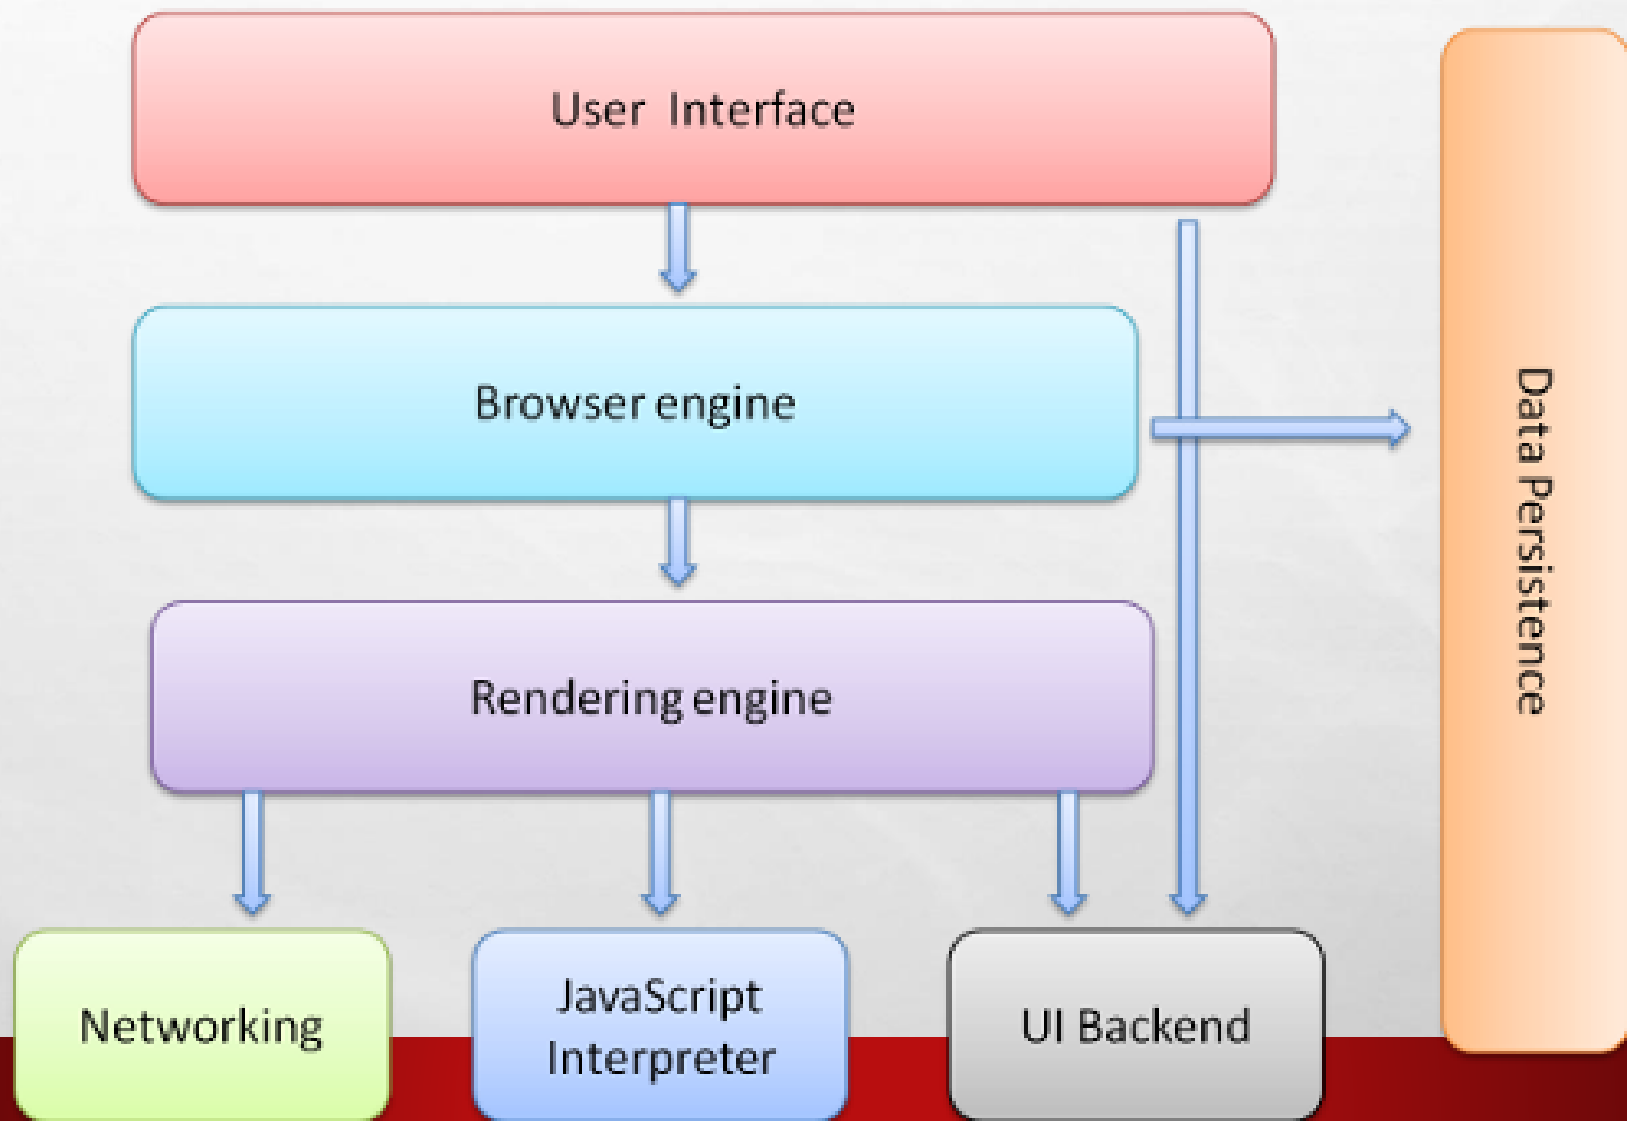 User Interface
Browser engine
Rendering engine
Networking
JavaScript
Interpreter
UI Backend
Data Persistence